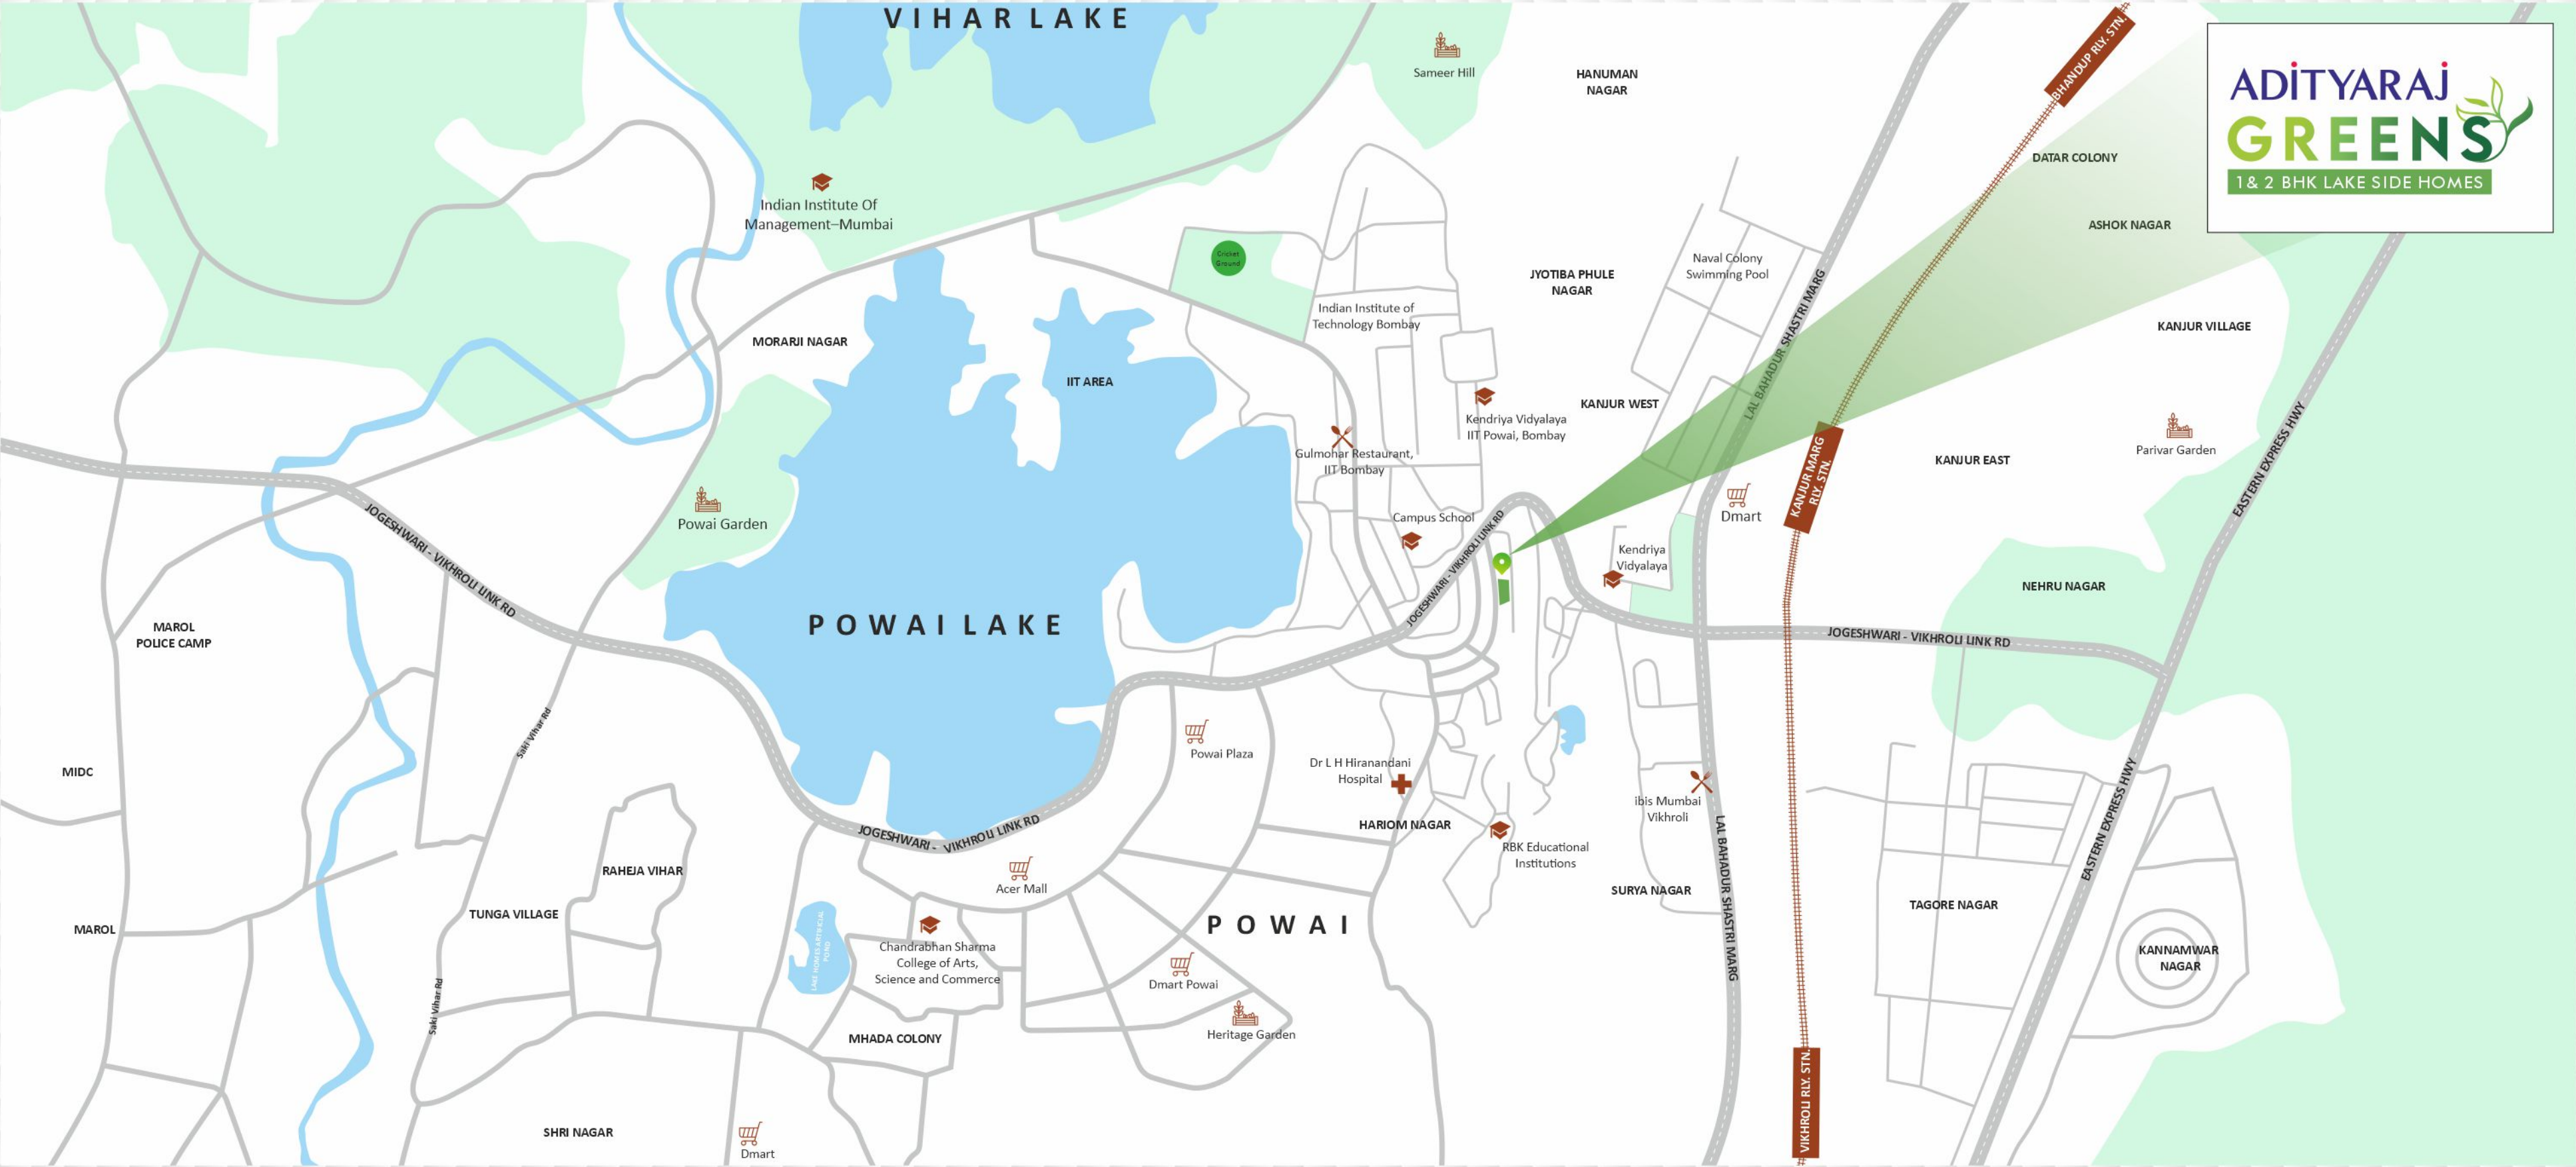 VIHAR LAKE
Sameer Hill
HANUMAN
NAGAR
BHANDUP RLY. STN.
ADITYARAJ
GREENS
1 & 2 BHK LAKE SIDE HOMES
DATAR COLONY
ASHOK NAGAR
Indian Institute Of
Management–Mumbai
Cricket
Ground
Naval Colony
Swimming Pool
JYOTIBA PHULE
NAGAR
LAL BAHADUR SHASTRI MARG
Indian Institute of
Technology Bombay
KANJUR VILLAGE
MORARJI NAGAR
IIT AREA
KANJUR WEST
Kendriya Vidyalaya
IIT Powai, Bombay
Gulmohar Restaurant,
IIT Bombay
KANJUR MARG
RLY. STN.
KANJUR EAST
Parivar Garden
EASTERN EXPRESS HWY
JOGESHWARI - VIKHROLI LINK RD
Powai Garden
Campus School
JOGESHWARI - VIKHROLI LINK RD
Dmart
Kendriya
Vidyalaya
NEHRU NAGAR
POWAI LAKE
MAROL
POLICE CAMP
JOGESHWARI - VIKHROLI LINK RD
Saki Vihar Rd
Powai Plaza
Dr L H Hiranandani
Hospital
MIDC
ibis Mumbai
Vikhroli
EASTERN EXPRESS HWY
JOGESHWARI - VIKHROLI LINK RD
HARIOM NAGAR
RBK Educational
Institutions
LAL BAHADUR SHASTRI MARG
RAHEJA VIHAR
Acer Mall
SURYA NAGAR
TAGORE NAGAR
TUNGA VILLAGE
POWAI
MAROL
LAKE HOMES ARTIFICIAL
POND
Chandrabhan Sharma
College of Arts,
Science and Commerce
KANNAMWAR
NAGAR
Dmart Powai
Saki Vihar Rd
Heritage Garden
MHADA COLONY
VIKHROLI RLY. STN.
SHRI NAGAR
Dmart